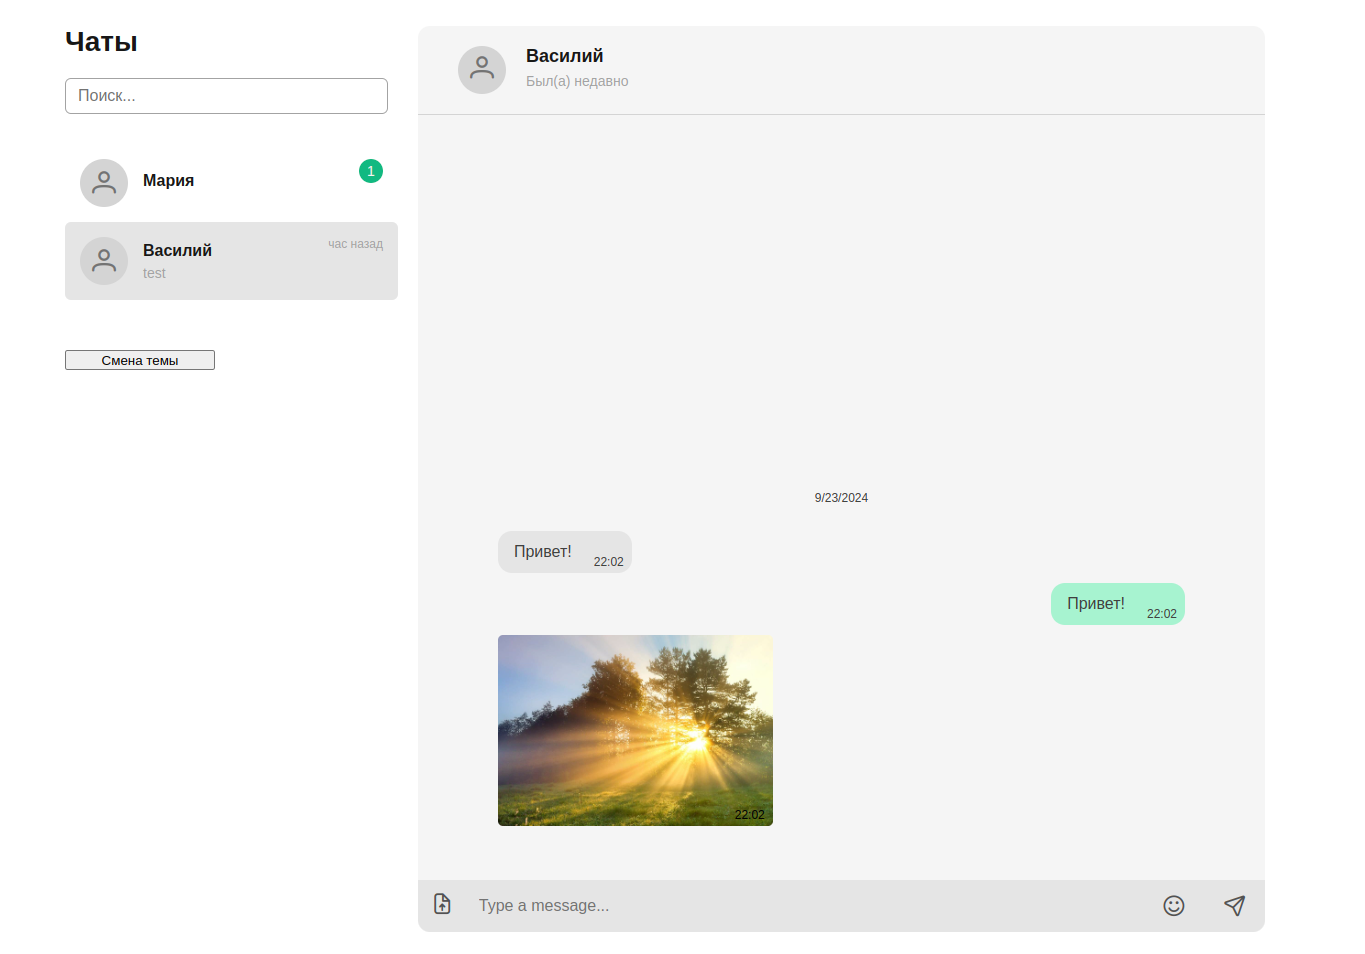 Чаты
Поиск...
Мария
1
Василий
час назад
test
Смена темы
Василий
Был(а) недавно
9/23/2024
Привет!
22:02
Привет!
22:02
22:02
Type a message...